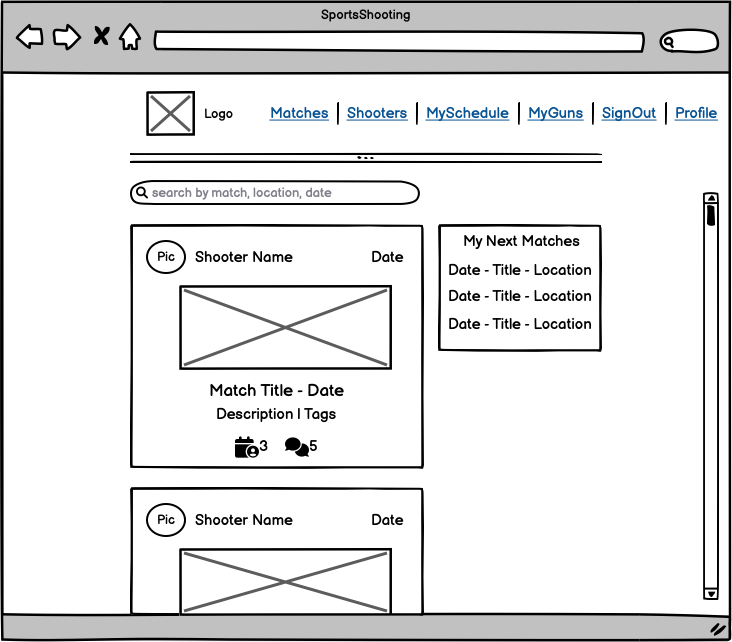 SportsShooting
Logo Matches Shooters MySchedule MyGuns SignOut Profile
search by match, location, date
Pic Shooter Name Date
Match Title - Date
Description | Tags
3 5
My Next Matches
Date - Title - Location
Date - Title - Location
Date - Title - Location
Pic Shooter Name Date